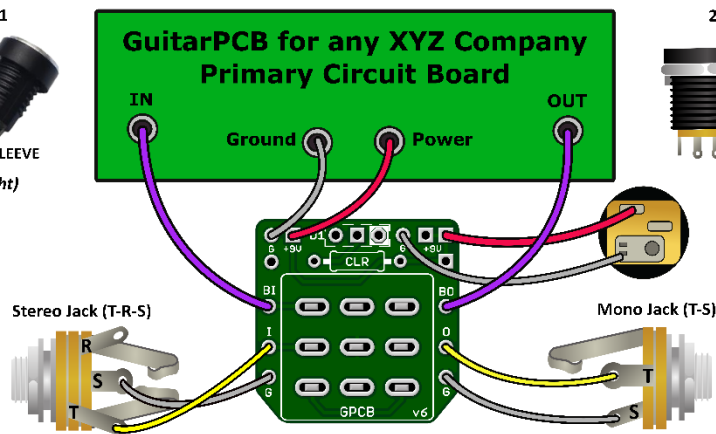 1
2
GuitarPCB for any XYZ Company
Primary Circuit Board
IN
OUT
Ground
Power
LEEVE
ht)
G
+9V
G
+9V
CLR
BI
BO
Stereo Jack (T-R-S)
Mono Jack (T-S)
I
O
R
S
T
T
S
G
G
GPCB
v6